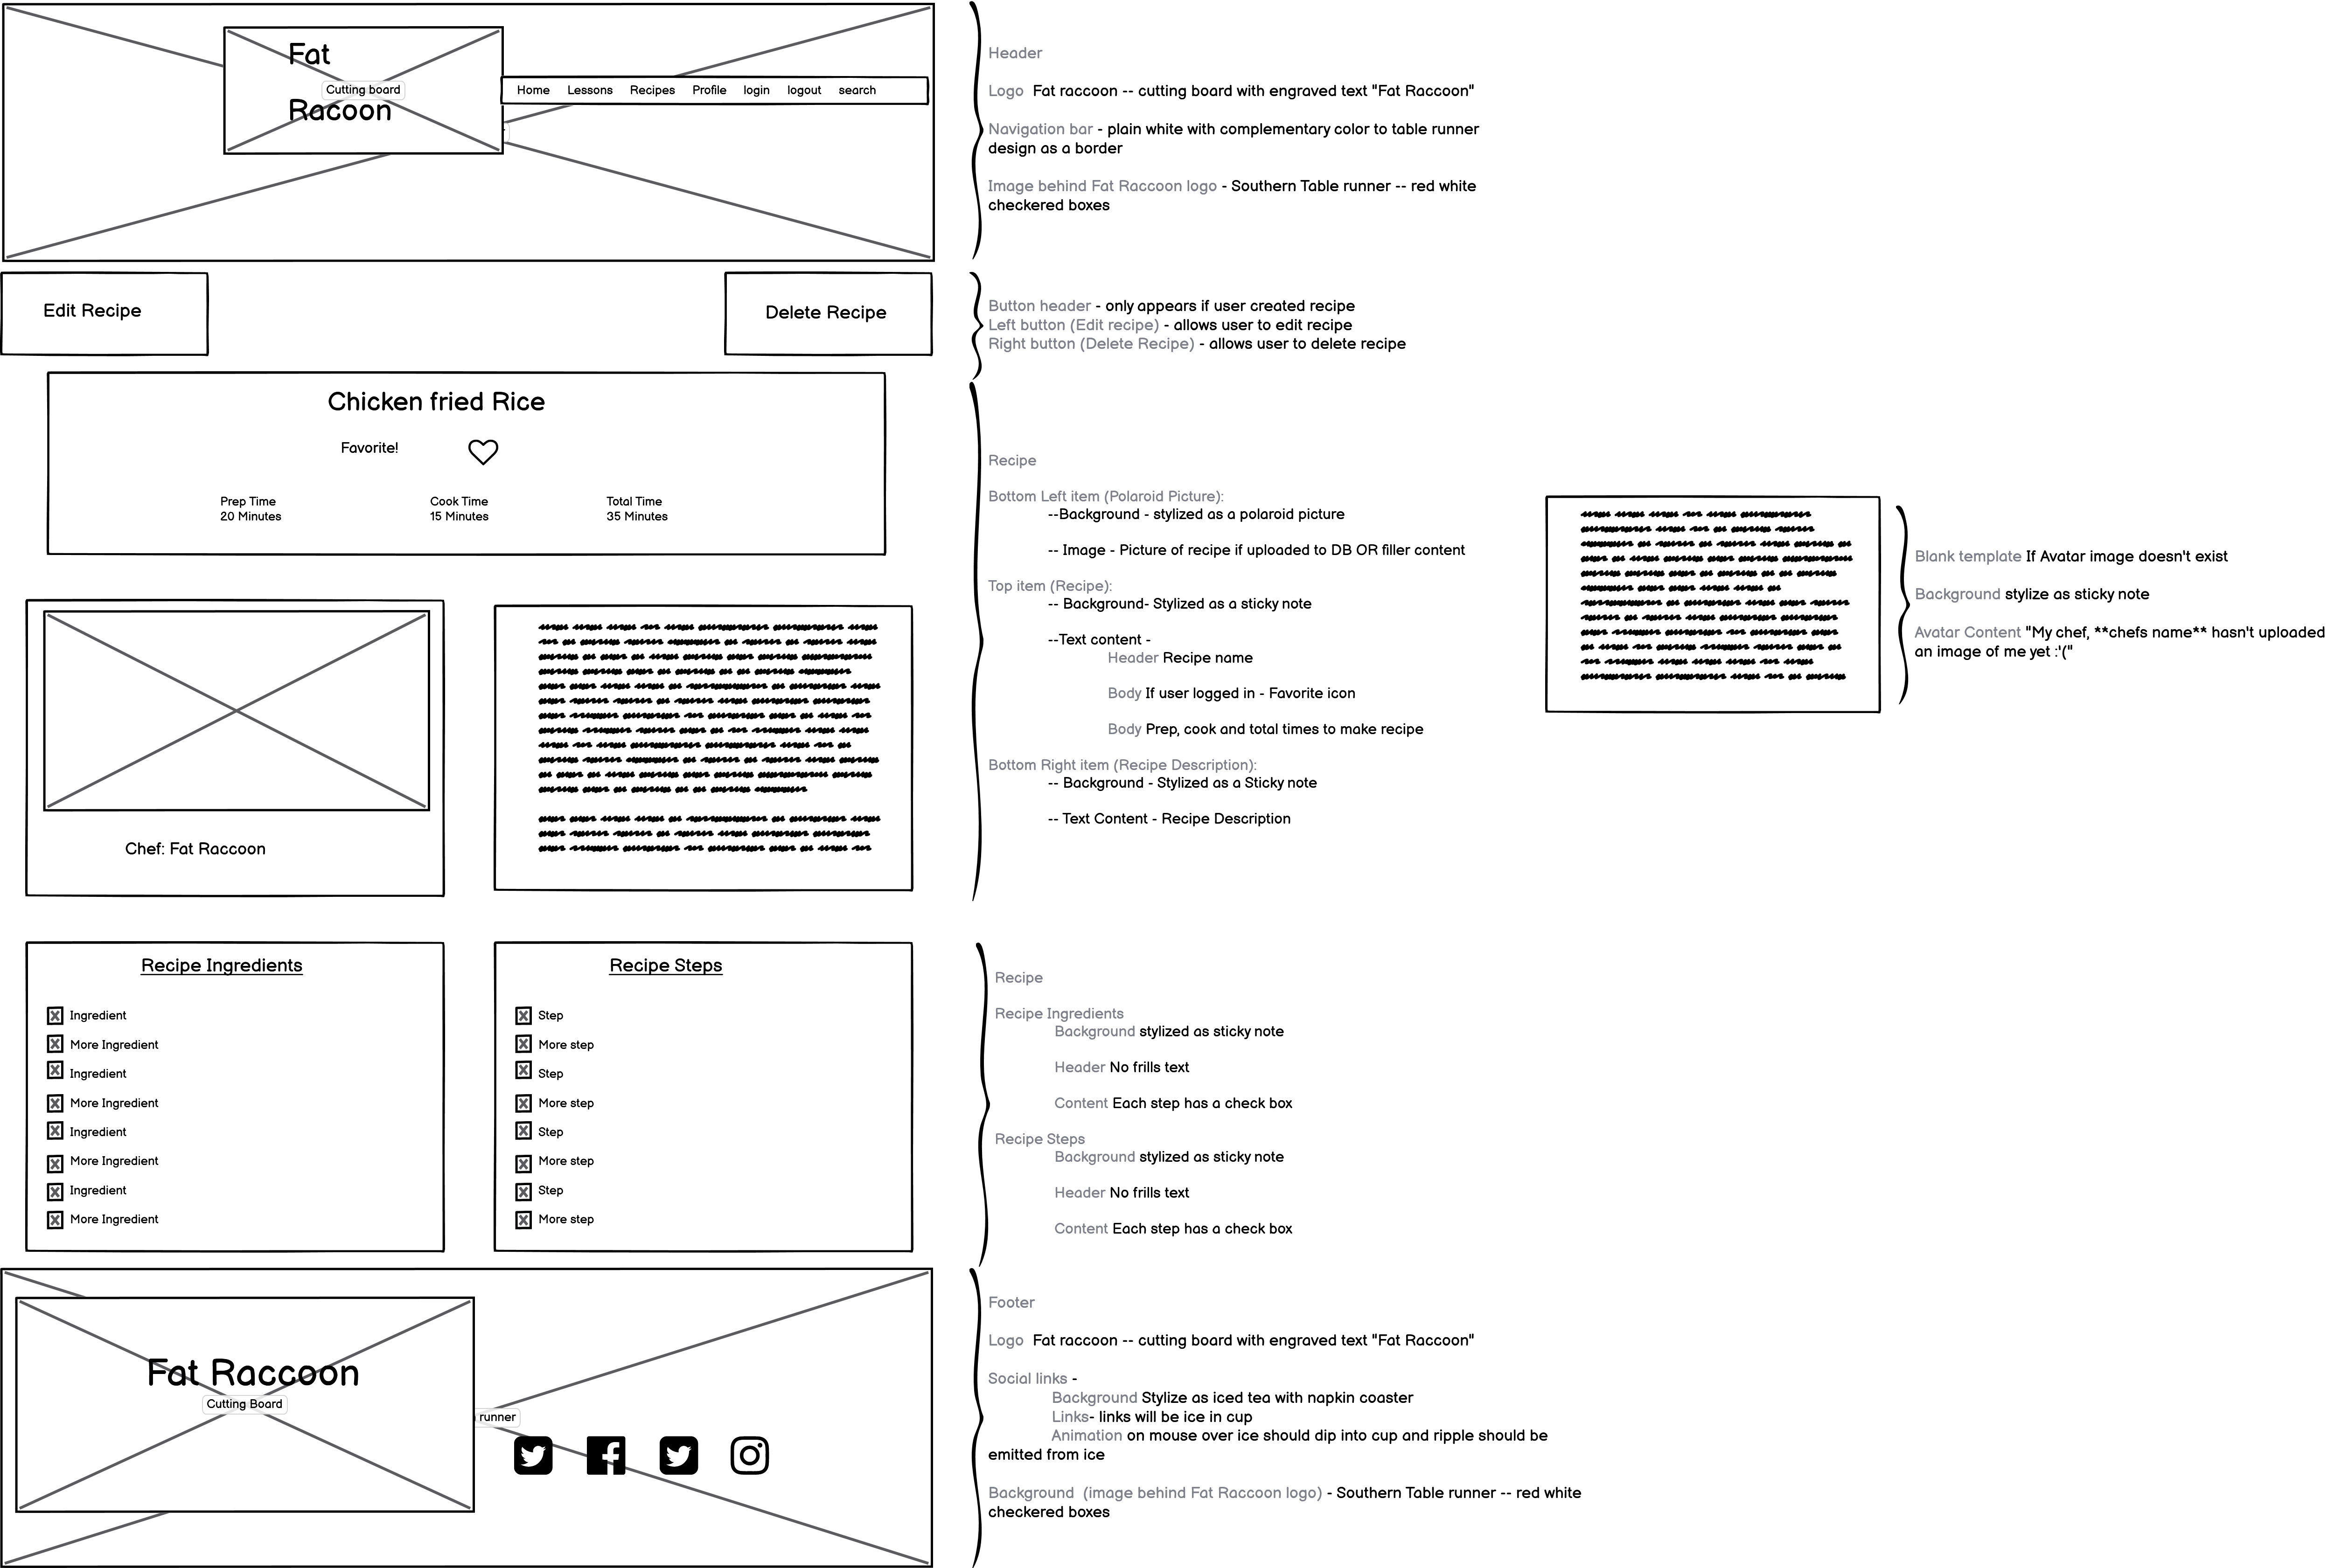 Fat
Cutting board
Racoon
Home Lessons Recipes Profile login logout search
Header
Logo Fat raccoon -- cutting board with engraved text "Fat Raccoon"
Navigation bar - plain white with complementary color to table runner
design as a border
Image behind Fat Raccoon logo - Southern Table runner -- red white
checkered boxes
Edit Recipe
Delete Recipe
Button header - only appears if user created recipe
Left button (Edit recipe) - allows user to edit recipe
Right button (Delete Recipe) - allows user to delete recipe
Chicken fried Rice
Favorite!
Prep Time
20 Minutes
Cook Time
15 Minutes
Total Time
35 Minutes
Chef: Fat Raccoon
Recipe
Bottom Left item (Polaroid Picture):
--Background - stylized as a polaroid picture
-- Image - Picture of recipe if uploaded to DB OR filler content
Top item (Recipe):
-- Background- Stylized as a sticky note
--Text content -
Header Recipe name
Body If user logged in - Favorite icon
Body Prep, cook and total times to make recipe
Bottom Right item (Recipe Description):
-- Background - Stylized as a Sticky note
-- Text Content - Recipe Description
Blank template If Avatar image doesn't exist
Background stylize as sticky note
Avatar Content "My chef, **chefs name** hasn't uploaded
an image of me yet :'("
Recipe Ingredients
Ingredient
More Ingredient
Ingredient
More Ingredient
Ingredient
More Ingredient
Ingredient
More Ingredient
Recipe Steps
Step
More step
Step
More step
Step
More step
Step
More step
Recipe
Recipe Ingredients
Background stylized as sticky note
Header No frills text
Content Each step has a check box
Recipe Steps
Background stylized as sticky note
Header No frills text
Content Each step has a check box
Fat Raccoon
Cutting Board
runner
Footer
Logo Fat raccoon -- cutting board with engraved text "Fat Raccoon"
Social links -
Background Stylize as iced tea with napkin coaster
Links- links will be ice in cup
Animation on mouse over ice should dip into cup and ripple should be
emitted from ice
Background (image behind Fat Raccoon logo) - Southern Table runner -- red white
checkered boxes